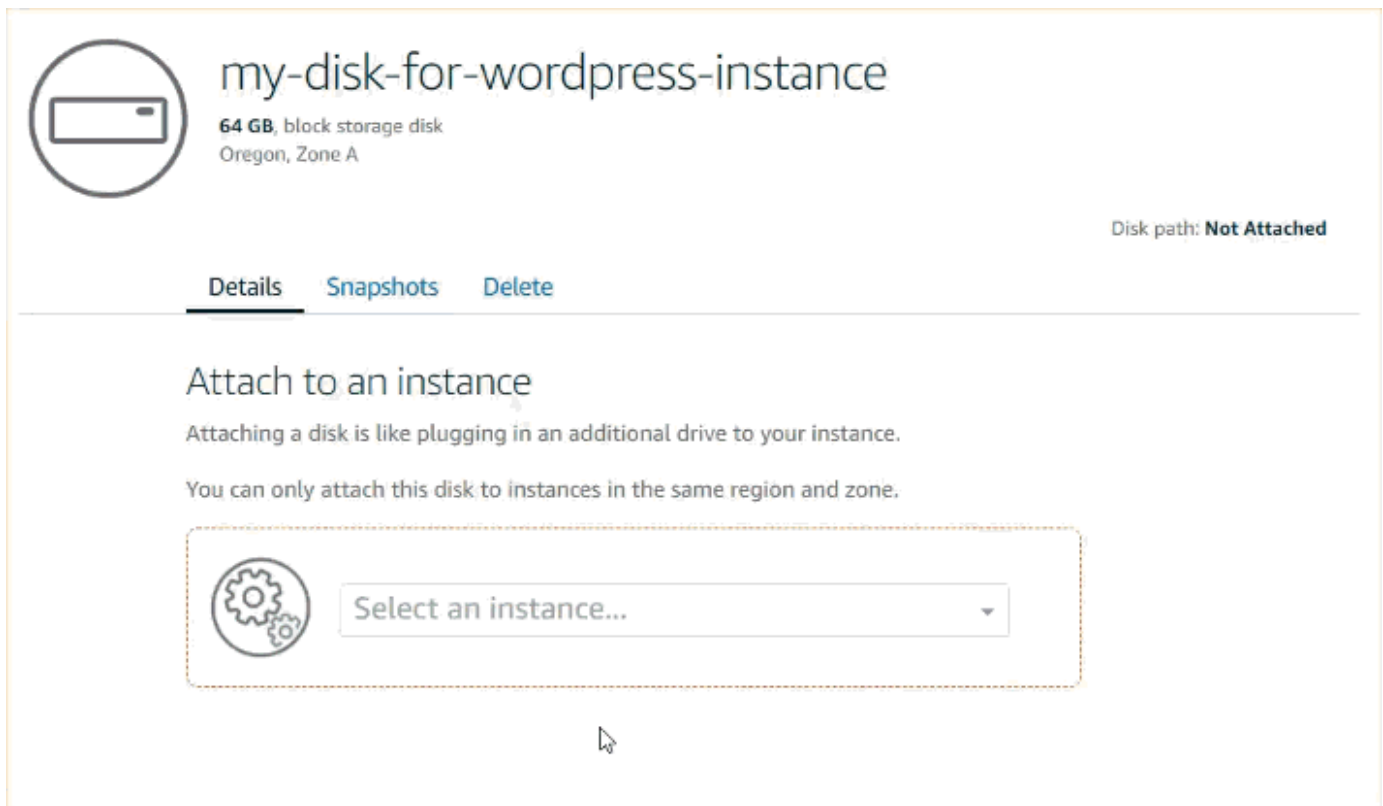 my-disk-for-wordpress-instance
64 GB, block storage disk
Oregon, Zone A
Disk path: Not Attached
Details Snapshots Delete
Attach to an instance
Attaching a disk is like plugging in an additional drive to your instance.
You can only attach this disk to instances in the same region and zone.
Select an instance...